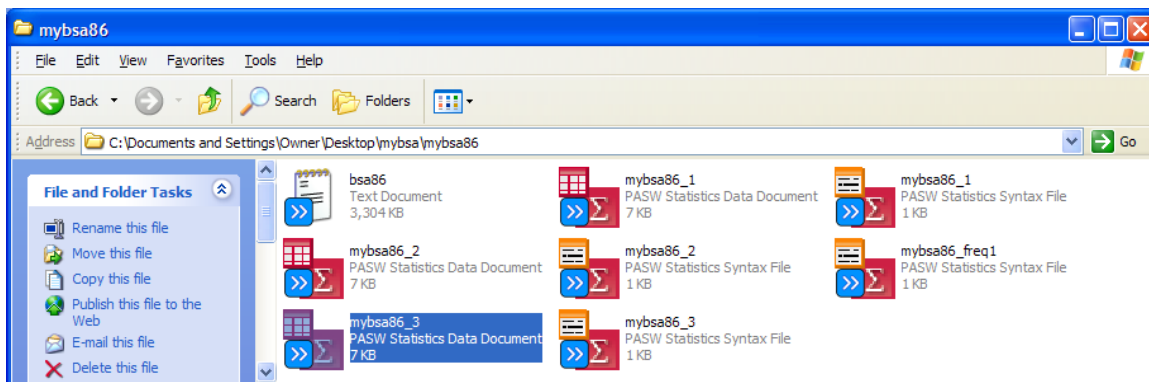 mybsa86
File Edit View Favorites Tools Help
Back Search Folders
Address C:\Documents and Settings\Owner\Desktop\mybsa\mybsa86 Go
File and Folder Tasks
Rename this file
Move this file
Copy this file
Publish this file to the
Web
E-mail this file
Delete this file
bsa86
Text Document
3,304 KB
mybsa86_1
PASW Statistics Data Document
7 KB
mybsa86_1
PASW Statistics Syntax File
1 KB
mybsa86_2
PASW Statistics Data Document
7 KB
mybsa86_2
PASW Statistics Syntax File
1 KB
mybsa86_freq1
PASW Statistics Syntax File
1 KB
mybsa86_3
PASW Statistics Data Document
7 KB
mybsa86_3
PASW Statistics Syntax File
1 KB